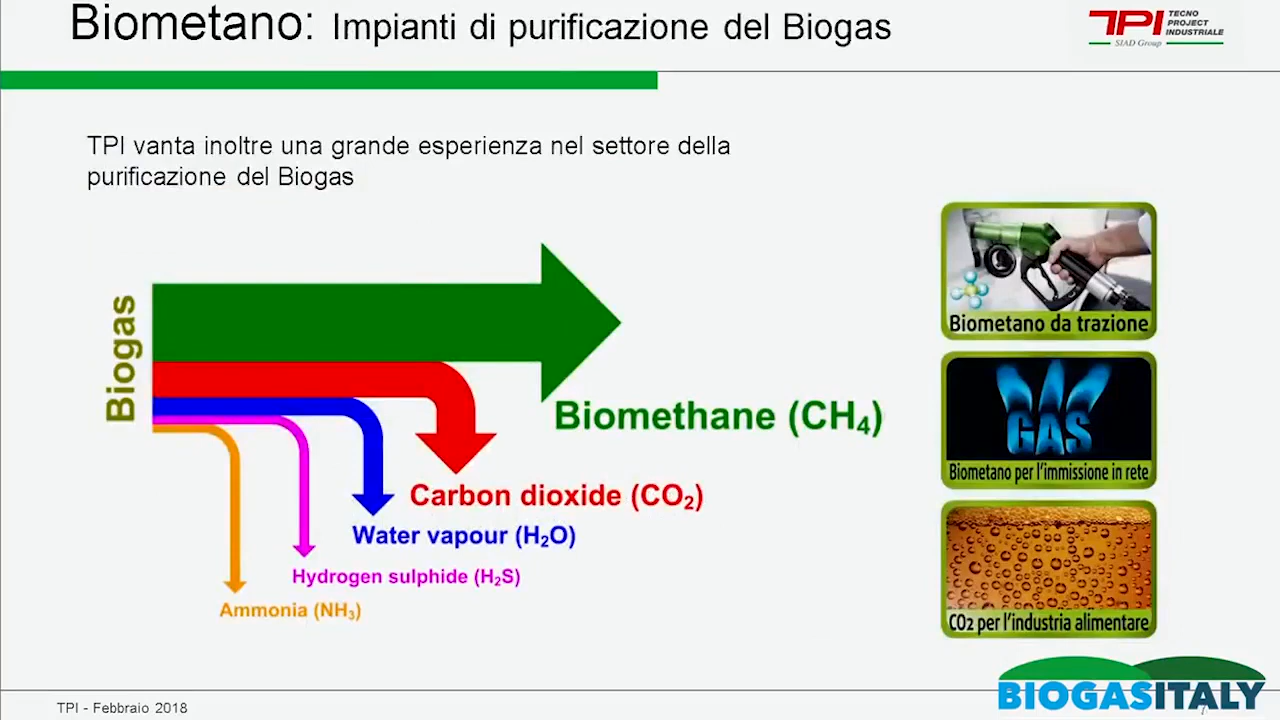 Biometano: Impianti di purificazione del Biogas
TPI TECNO
PROJECT
INDUSTRIALE
SIAD Group
TPI vanta inoltre una grande esperienza nel settore della
purificazione del Biogas
Biogas
Biomethane (CH₄)
Carbon dioxide (CO₂)
Water vapour (H₂O)
Hydrogen sulphide (H₂S)
Ammonia (NH₃)
Biometano da trazione
GAS
Biometano per l'immissione in rete
CO2 per l'industria alimentare
TPI - Febbraio 2018
BIOGASITALY
7